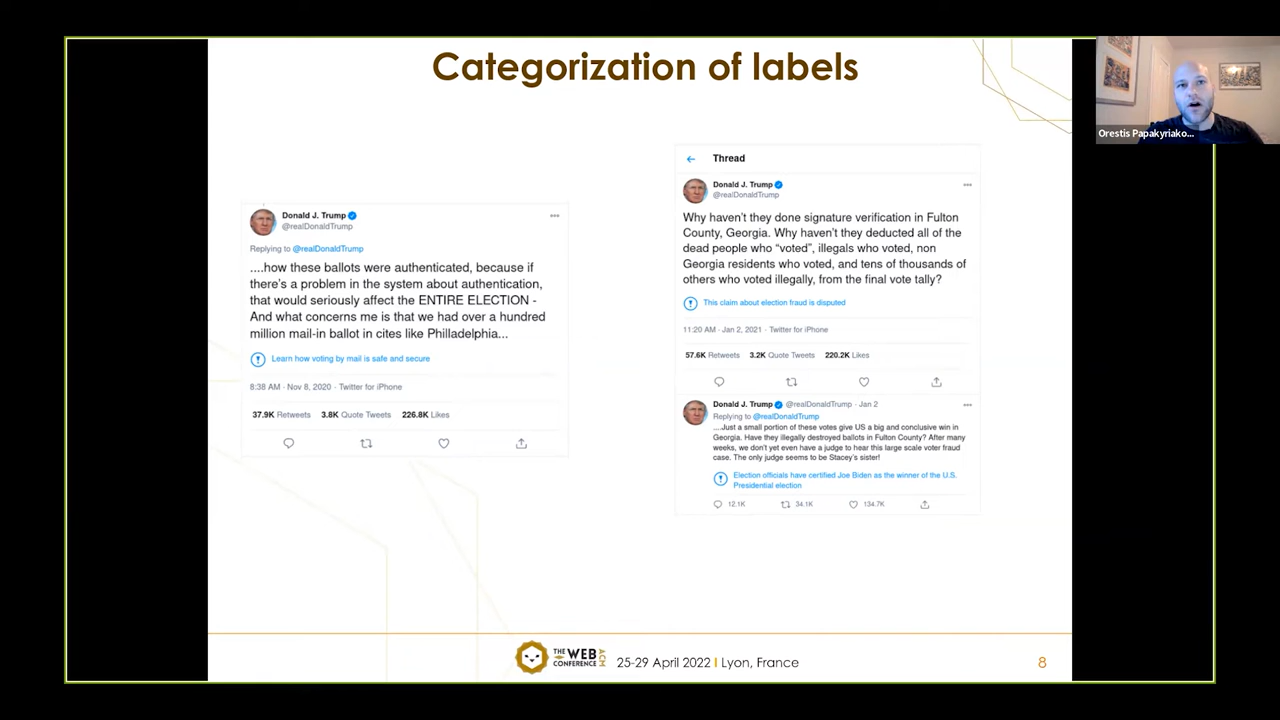 Categorization of labels
Orestis Papakyriako...
Donald J. Trump
@realDonaldTrump
Replying to @realDonaldTrump
....how these ballots were authenticated, because if
there's a problem in the system about authentication,
that would seriously affect the ENTIRE ELECTION -
And what concerns me is that we had over a hundred
million mail-in ballot in cites like Philladelphia...
Learn how voting by mail is safe and secure
8:38 AM · Nov 8, 2020 · Twitter for iPhone
37.9K Retweets 3.8K Quote Tweets 226.8K Likes
Thread
Donald J. Trump
@realDonaldTrump
Why haven't they done signature verification in Fulton
County, Georgia. Why haven't they deducted all of the
dead people who "voted", illegals who voted, non
Georgia residents who voted, and tens of thousands of
others who voted illegally, from the final vote tally?
This claim about election fraud is disputed
11:20 AM · Jan 2, 2021 · Twitter for iPhone
57.6K Retweets 3.2K Quote Tweets 220.2K Likes
Donald J. Trump @realDonaldTrump · Jan 2
Replying to @realDonaldTrump
....Just a small portion of these votes give US a big and conclusive win in
Georgia. Have they illegally destroyed ballots in Fulton County? After many
weeks, we don't yet even have a judge to hear this large scale voter fraud
case. The only judge seems to be Stacey's sister!
Election officials have certified Joe Biden as the winner of the U.S.
Presidential election
12.1K 34.1K 134.7K
THE WEB
CONFERENCE
ACM
25-29 April 2022 | Lyon, France
8